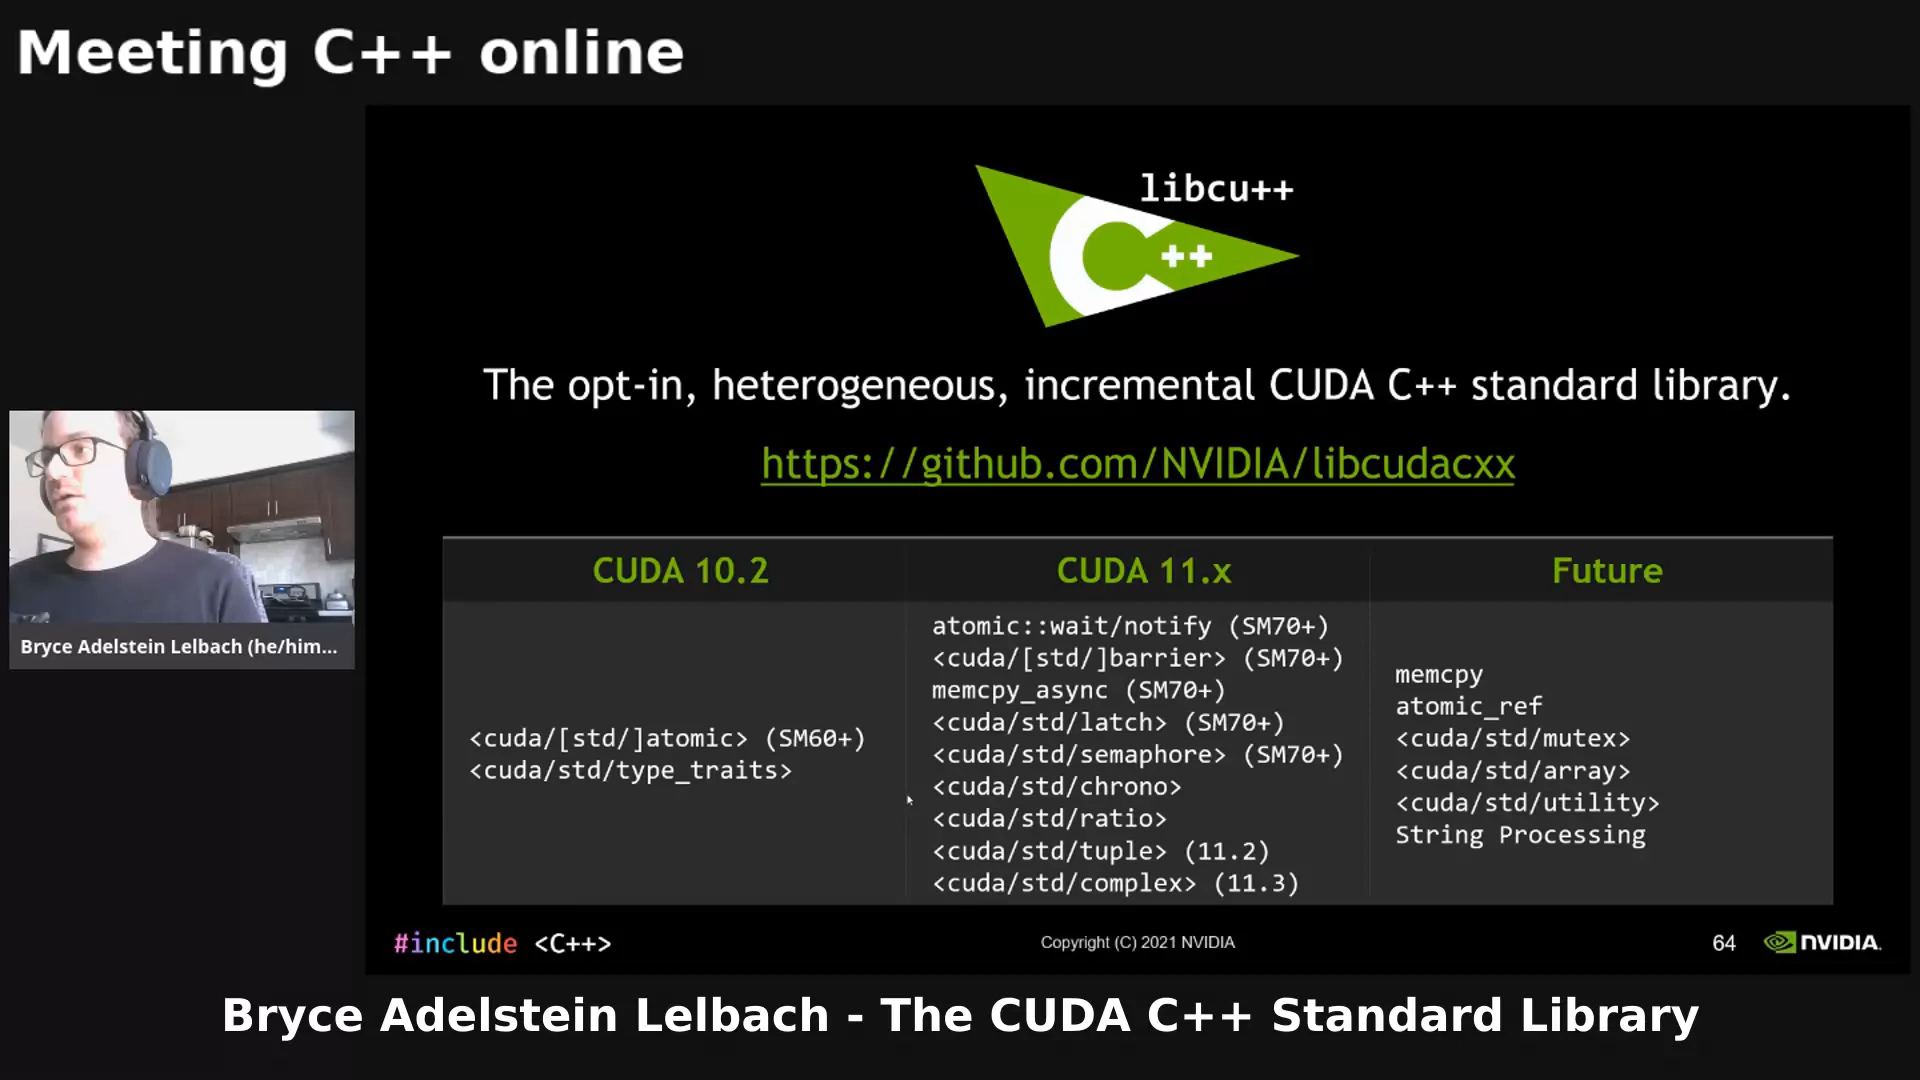 Meeting C++ online
libcu++
C++
The opt-in, heterogeneous, incremental CUDA C++ standard library.
https://github.com/NVIDIA/libcudacxx
CUDA 10.2
<cuda/[std/]atomic> (SM60+)
<cuda/std/type_traits>
CUDA 11.x
atomic::wait/notify (SM70+)
<cuda/[std/]barrier> (SM70+)
memcpy_async (SM70+)
<cuda/std/latch> (SM70+)
<cuda/std/semaphore> (SM70+)
<cuda/std/chrono>
<cuda/std/ratio>
<cuda/std/tuple> (11.2)
<cuda/std/complex> (11.3)
Future
memcpy
atomic_ref
<cuda/std/mutex>
<cuda/std/array>
<cuda/std/utility>
String Processing
Bryce Adelstein Lelbach (he/him...
#include <C++>
Copyright (C) 2021 NVIDIA
64
NVIDIA.
Bryce Adelstein Lelbach - The CUDA C++ Standard Library